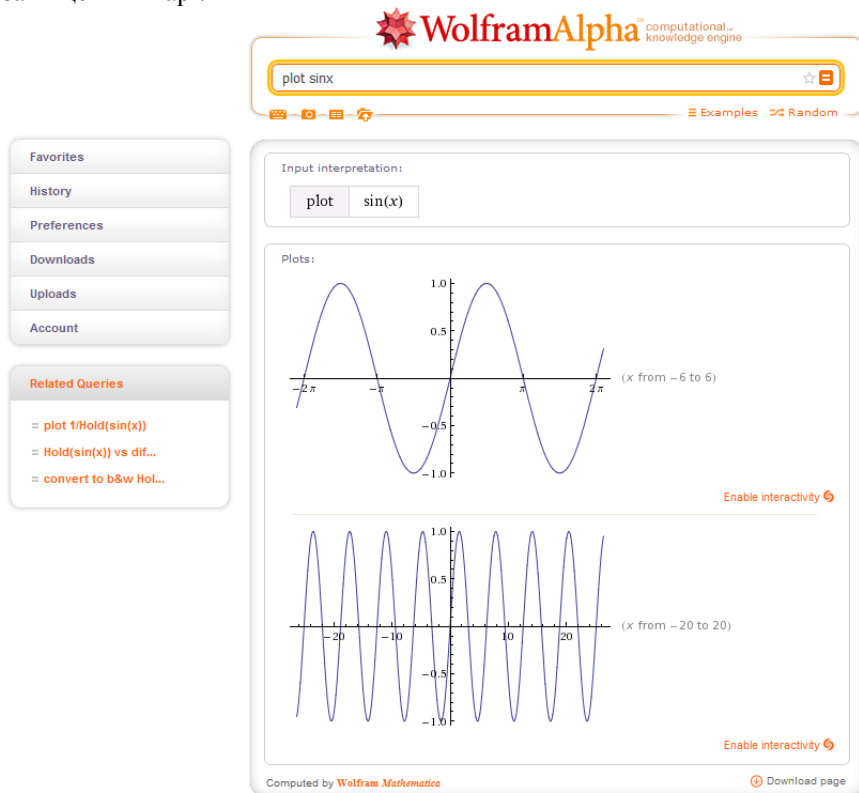 WolframAlpha computational... knowledge engine
plot sinx
Examples Random
Favorites
History
Preferences
Downloads
Uploads
Account
Related Queries
= plot 1/Hold(sin(x))
= Hold(sin(x)) vs dif...
= convert to b&w Hol...
Input interpretation:
plot sin(x)
Plots:
1.0
0.5
−2 π −π π 2 π
(x from −6 to 6)
−0.5
−1.0
Enable interactivity
1.0
0.5
−20 −10 10 20
(x from −20 to 20)
−0.5
−1.0
Enable interactivity
Computed by Wolfram Mathematica
Download page